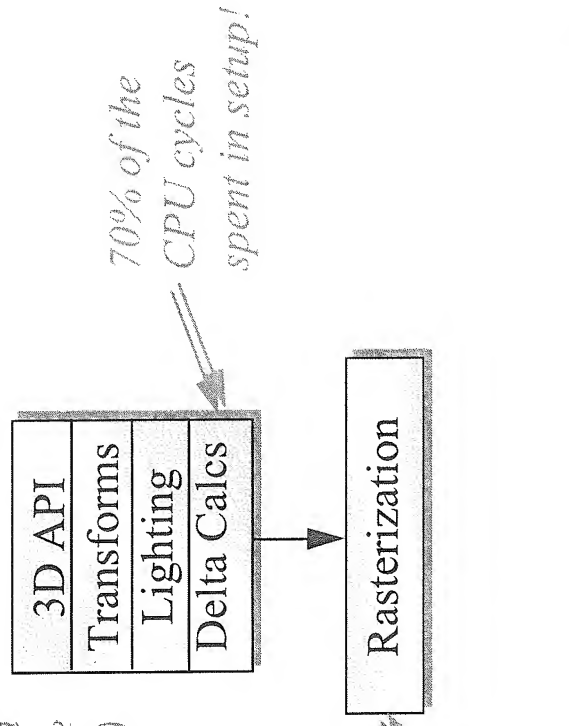 3D API
Transforms
Lighting
Delta Calcs
70% of the
CPU cycles
spent in setup!
Rasterization